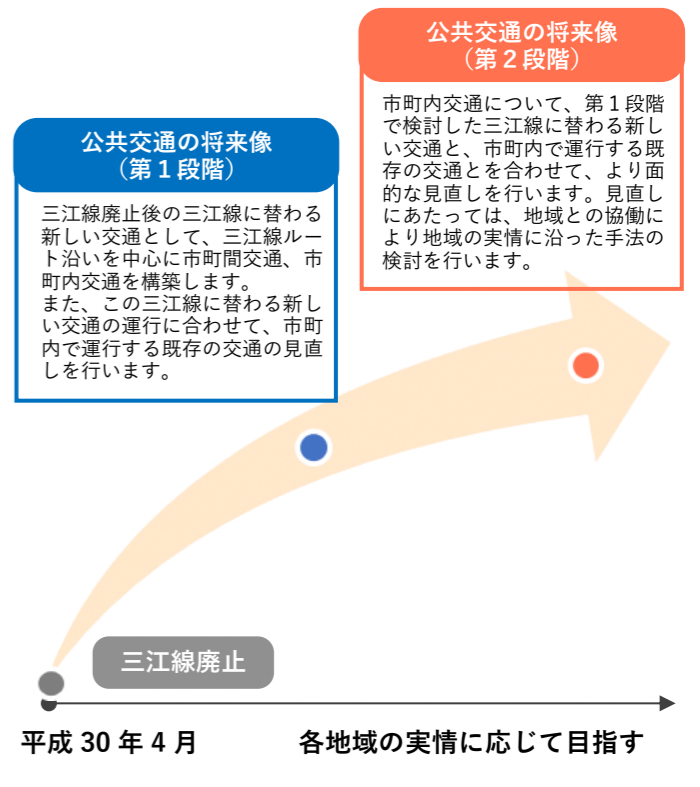 公共交通の将来像
（第２段階）
市町内交通について、第１段階
で検討した三江線に替わる新し
い交通と、市町内で運行する既
存の交通とを合わせて、より面
的な見直しを行います。見直し
にあたっては、地域との協働に
より地域の実情に沿った手法の
検討を行います。
公共交通の将来像
（第１段階）
三江線廃止後の三江線に替わる
新しい交通として、三江線ルー
ト沿いを中心に市町間交通、市
町内交通を構築します。
また、この三江線に替わる新し
い交通の運行に合わせて、市町
内で運行する既存の交通の見直
しを行います。
三江線廃止
平成 30 年 4 月
各地域の実情に応じて目指す